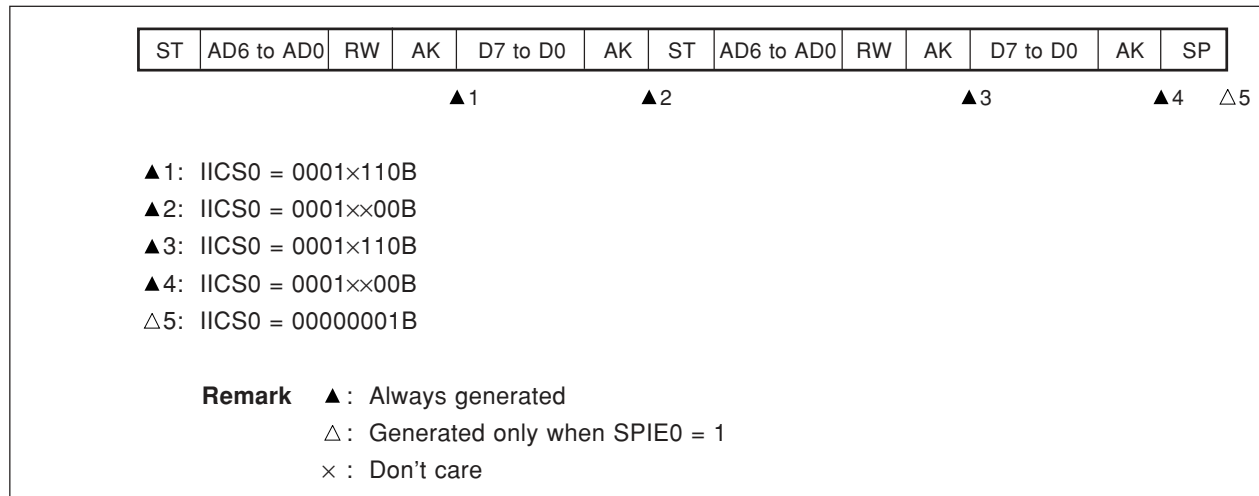 ST AD6 to AD0 RW AK D7 to D0 AK ST AD6 to AD0 RW AK D7 to D0 AK SP
▲1 ▲2 ▲3 ▲4 △5
▲1: IICS0 = 0001×110B
▲2: IICS0 = 0001××00B
▲3: IICS0 = 0001×110B
▲4: IICS0 = 0001××00B
△5: IICS0 = 00000001B
Remark ▲: Always generated
△: Generated only when SPIE0 = 1
×: Don't care